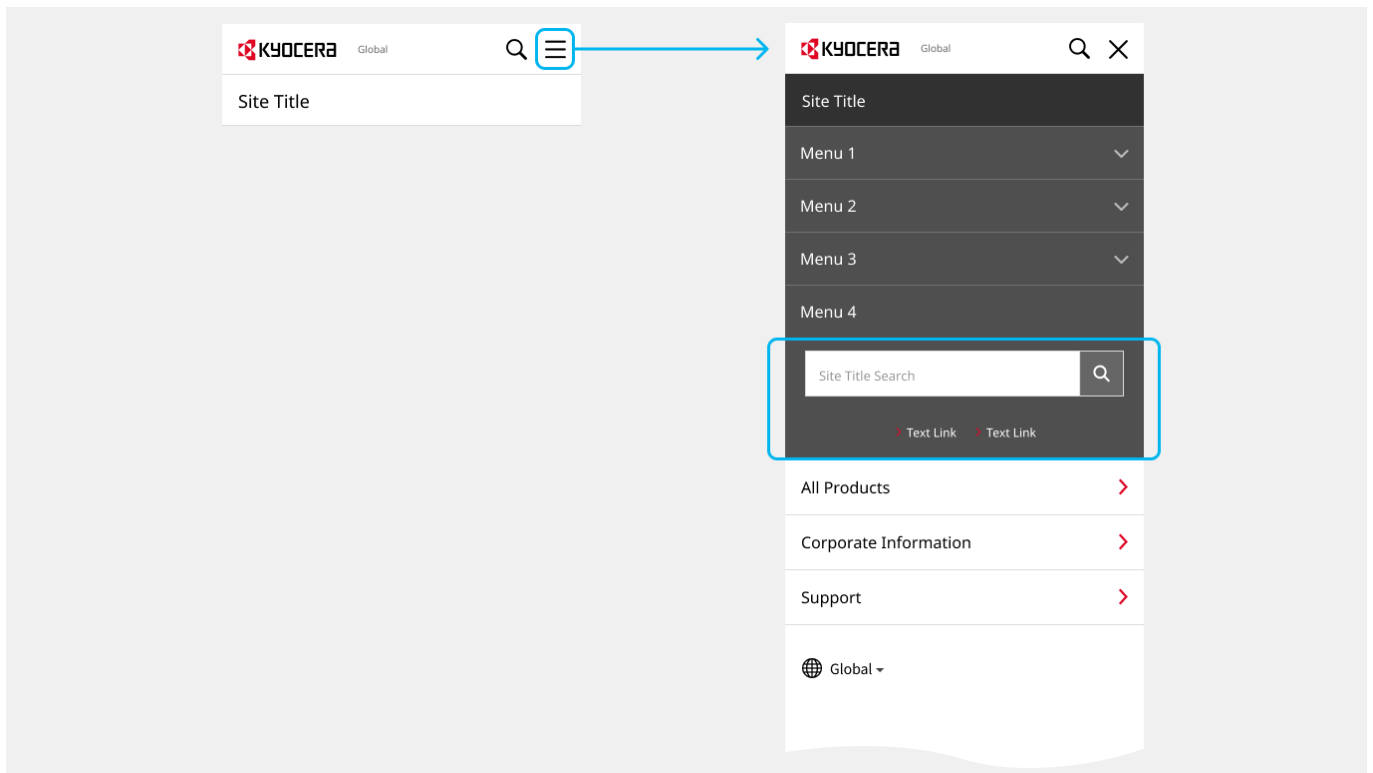 KYOCERA Global
Site Title
KYOCERA Global
Site Title
Menu 1
Menu 2
Menu 3
Menu 4
Site Title Search
Text Link Text Link
All Products
Corporate Information
Support
Global